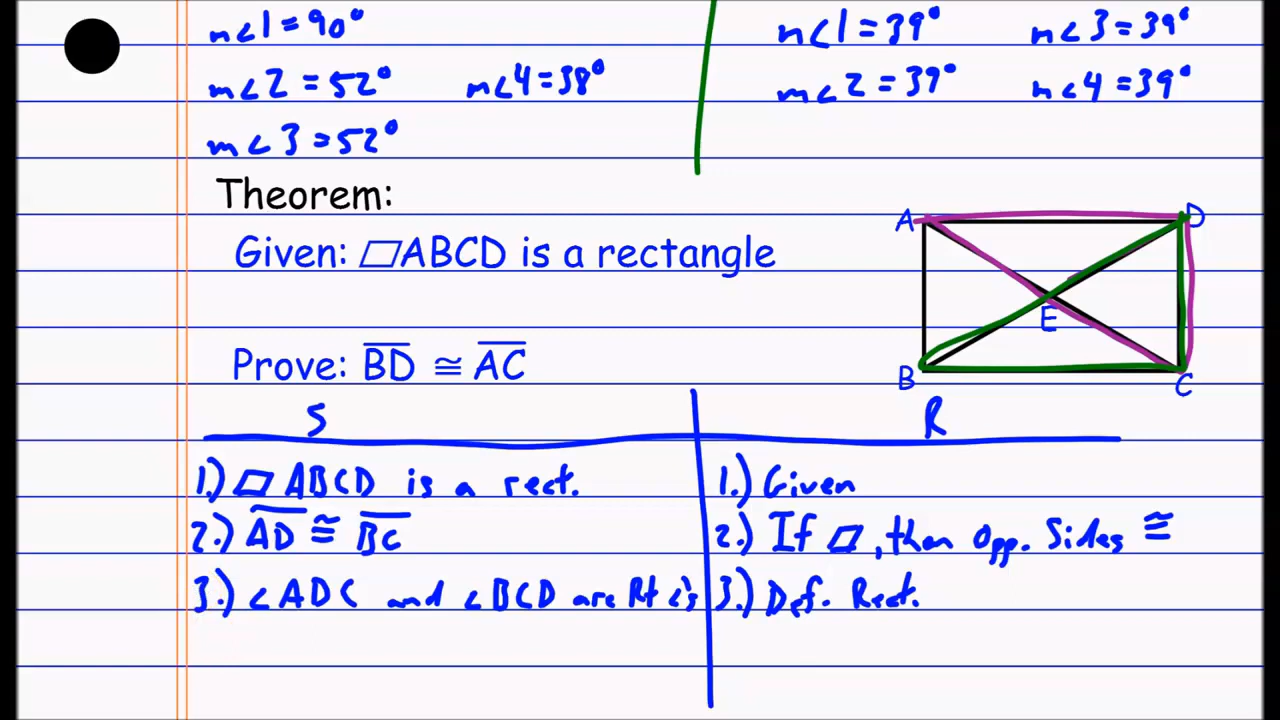 m<1=90° m<1=39° m<3=39°
m<2=52° m<4=38° m<2=39° m<4=39°
m<3=52°
Theorem:
A D
Given: ▱ABCD is a rectangle
E
Prove: BD ≅ AC
B C
S R
1.) ▱ ABCD is a rect. 1.) Given
2.) AD ≅ BC 2.) If ▱, then opp. Sides ≅
3.) <ADC and <BCD are Rt <'s 3.) Def. Rect.